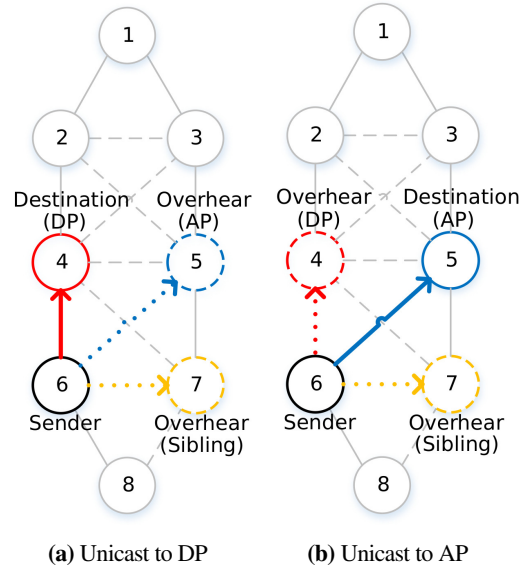 1
2
3
Destination
(DP)
Overhear
(AP)
4
5
6
7
Sender
Overhear
(Sibling)
8
(a) Unicast to DP
1
2
3
Overhear
(DP)
Destination
(AP)
4
5
6
7
Sender
Overhear
(Sibling)
8
(b) Unicast to AP